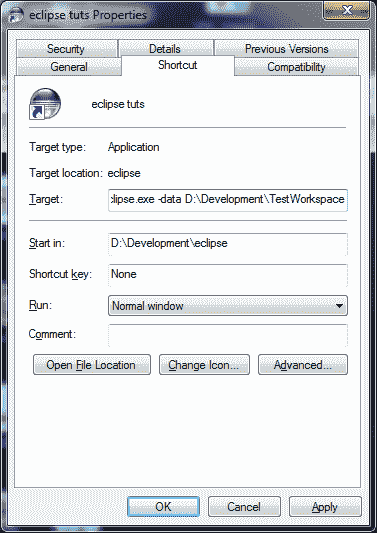 eclipse tuts Properties
Security Details Previous Versions
General Shortcut Compatibility
eclipse tuts
Target type: Application
Target location: eclipse
Target: clipse.exe -data D:\Development\TestWorkspace
Start in: D:\Development\eclipse
Shortcut key: None
Run: Normal window
Comment:
Open File Location Change Icon... Advanced...
OK Cancel Apply